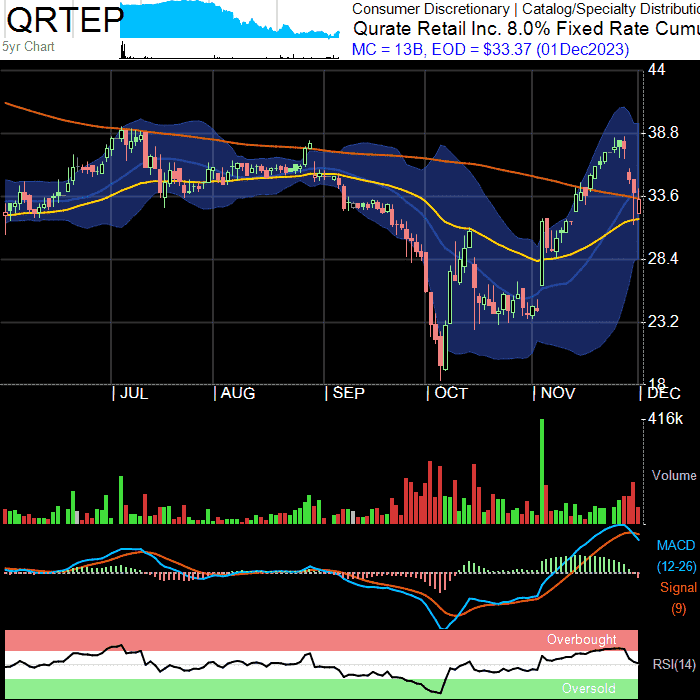 QRTEP
5yr Chart
Consumer Discretionary | Catalog/Specialty Distributio
Qurate Retail Inc. 8.0% Fixed Rate Cumu
MC = 13B, EOD = $33.37 (01Dec2023)
44
38.8
33.6
28.4
23.2
18
JUL AUG SEP OCT NOV DEC
416k
Volume
MACD
(12-26)
Signal
(9)
Overbought
RSI(14)
Oversold